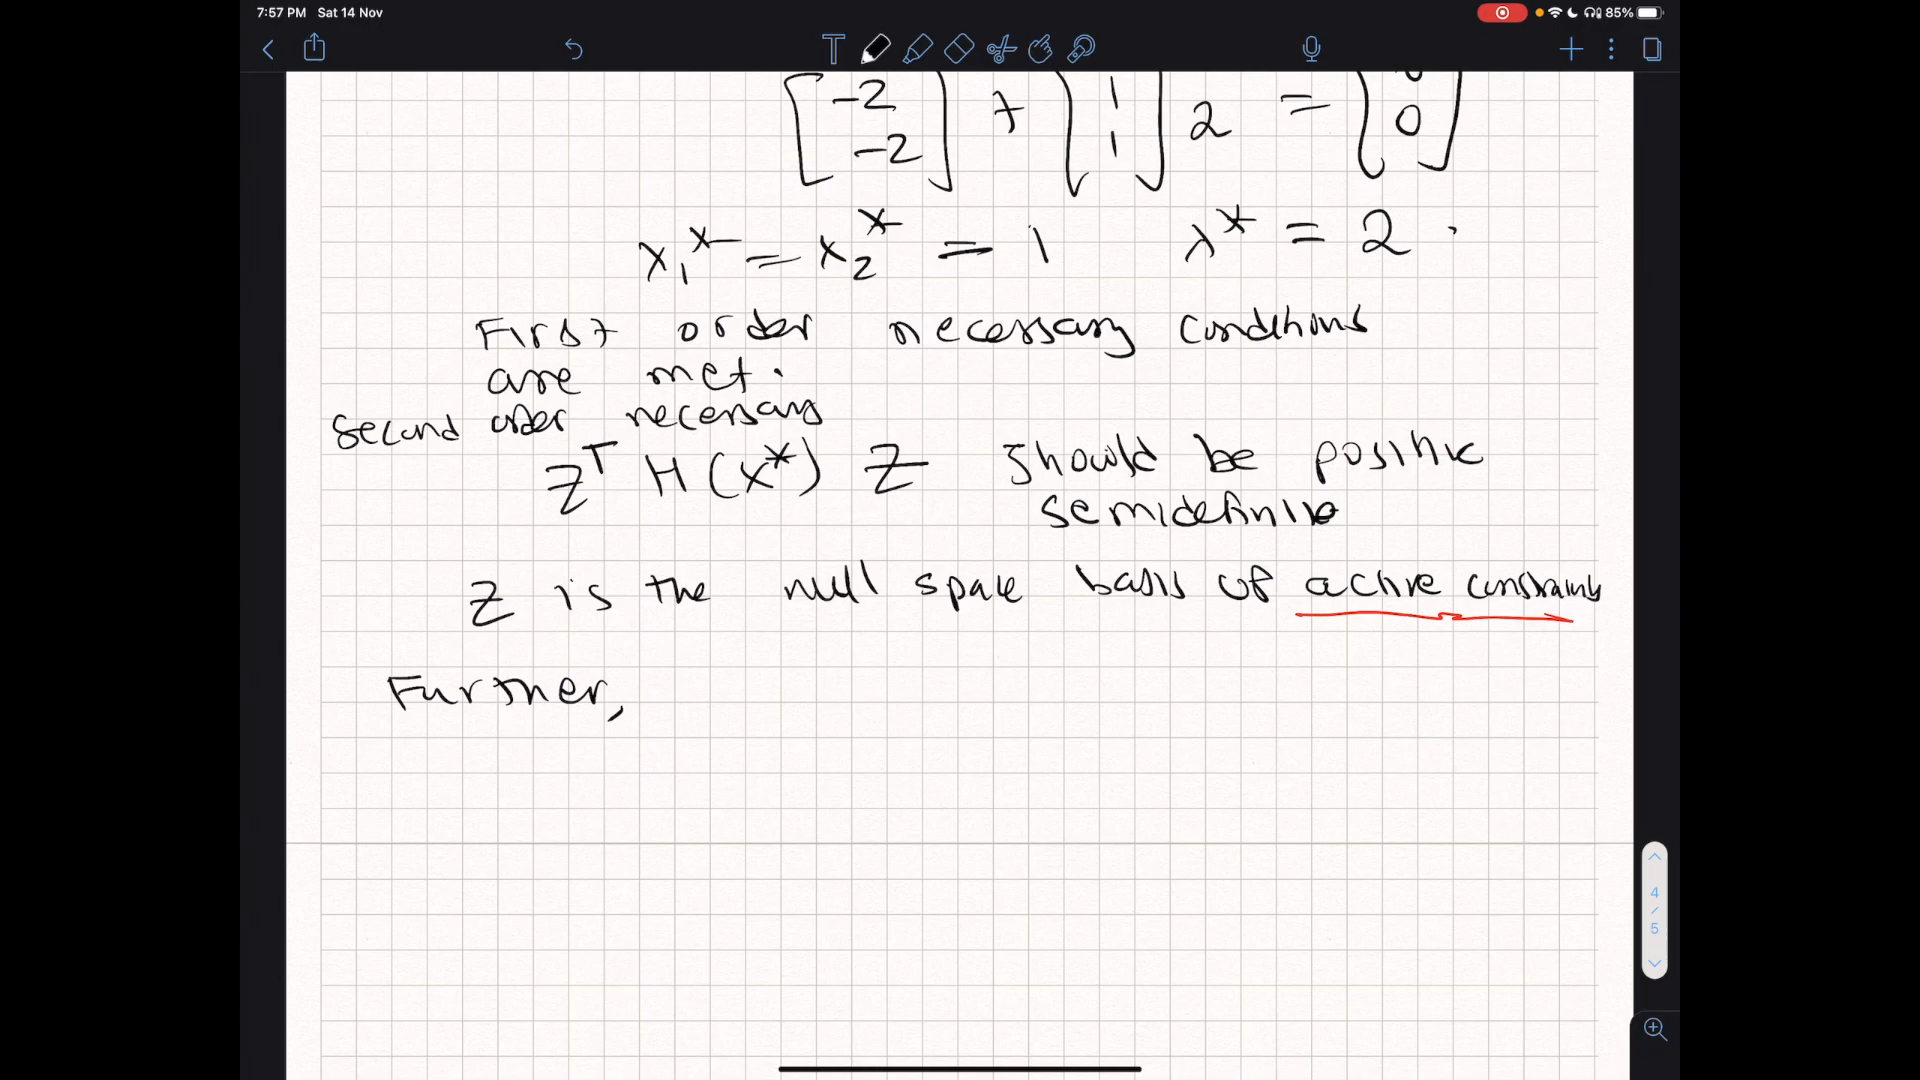 7:57 PM Sat 14 Nov
85%
[-2 -2] + [1 1] 2 = [0 0]
x₁* = x₂* = 1 λ* = 2.
First order necessary conditions
are met.
Second order necessary
Zᵀ H (x*) Z should be positive
semidefinite
Z is the null space basis of active constraints
Further,
4
/
5